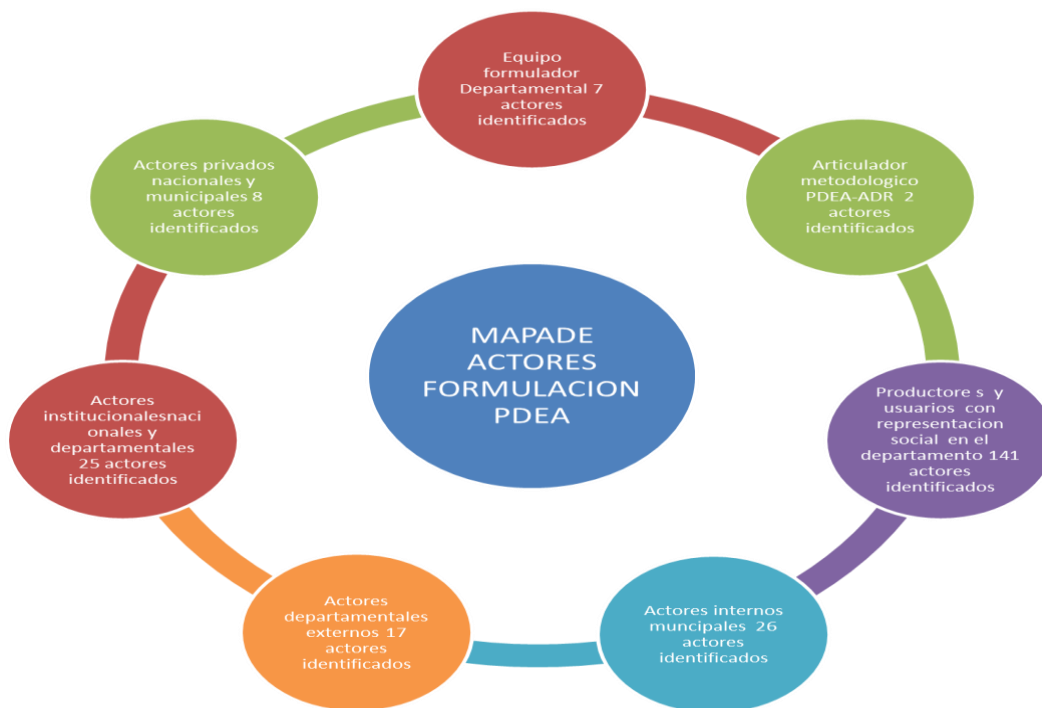 Equipo
formulador
Departamental 7
actores
identificados
Articulador
metodologico
PDEA-ADR 2
actores
identificados
Productore s y
usuarios con
representacion
social en el
departamento 141
actores
identificados
Actores internos
muncipales 26
actores
identificados
Actores
departamentales
externos 17
actores
identificados
Actores
institucionalesnaci
onales y
departamentales
25 actores
identificados
Actores privados
nacionales y
municipales 8
actores
identificados
MAPADE
ACTORES
FORMULACION
PDEA